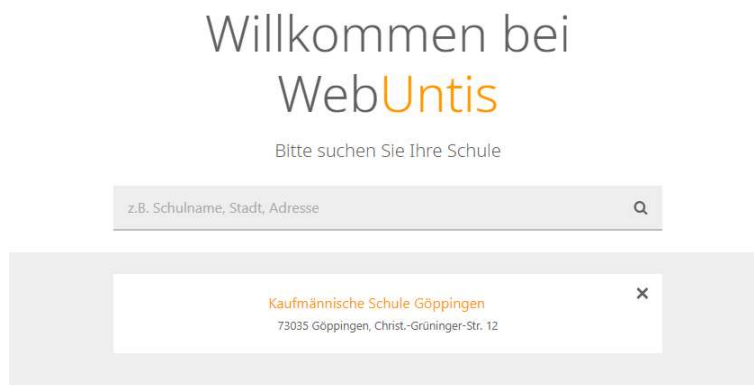 Willkommen bei
WebUntis
Bitte suchen Sie Ihre Schule
z.B. Schulname, Stadt, Adresse
Kaufmännische Schule Göppingen
73035 Göppingen, Christ.-Grüninger-Str. 12